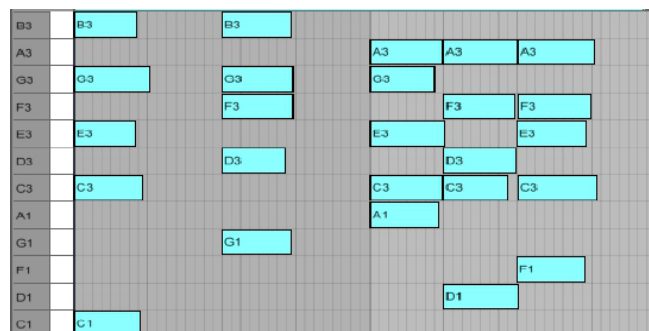 B3 B3 B3
A3 A3 A3 A3
G3 G3 G3 G3
F3 F3 F3 F3
E3 E3 E3 E3
D3 D3 D3
C3 C3 C3 C3 C3
A1 A1
G1 G1
F1 F1
D1 D1
C1 C1